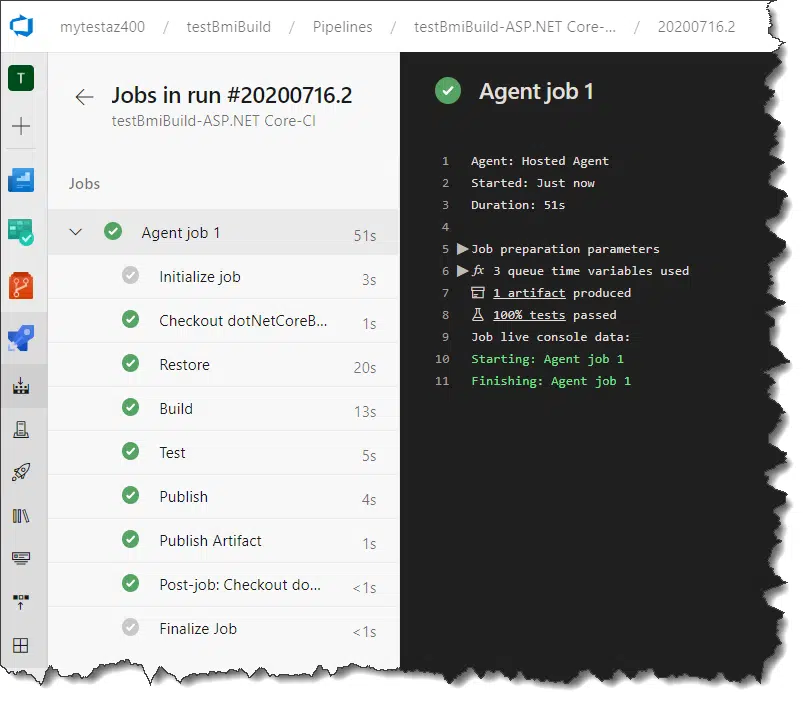 mytestaz400 / testBmiBuild / Pipelines / testBmiBuild-ASP.NET Core-... / 20200716.2
T
Jobs in run #20200716.2
testBmiBuild-ASP.NET Core-CI
Jobs
Agent job 1 51s
Initialize job 3s
Checkout dotNetCoreB... 1s
Restore 20s
Build 13s
Test 5s
Publish 4s
Publish Artifact 1s
Post-job: Checkout do... <1s
Finalize Job <1s
Agent job 1
1 Agent: Hosted Agent
2 Started: Just now
3 Duration: 51s
4
5 Job preparation parameters
6 fx 3 queue time variables used
7 1 artifact produced
8 100% tests passed
9 Job live console data:
10 Starting: Agent job 1
11 Finishing: Agent job 1